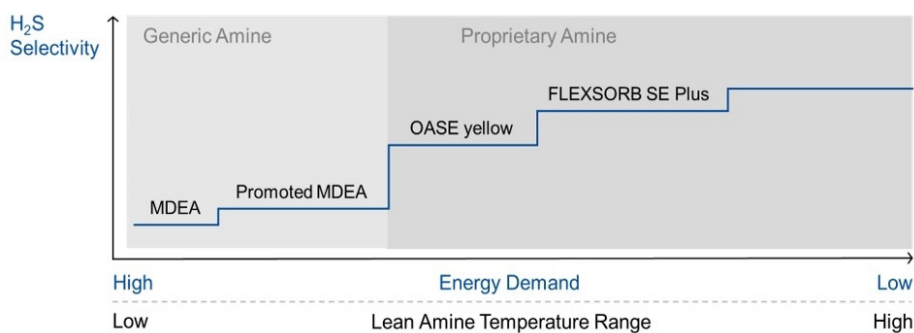 H₂S
Selectivity
Generic Amine
Proprietary Amine
FLEXSORB SE Plus
OASE yellow
Promoted MDEA
MDEA
High Energy Demand Low
Low Lean Amine Temperature Range High